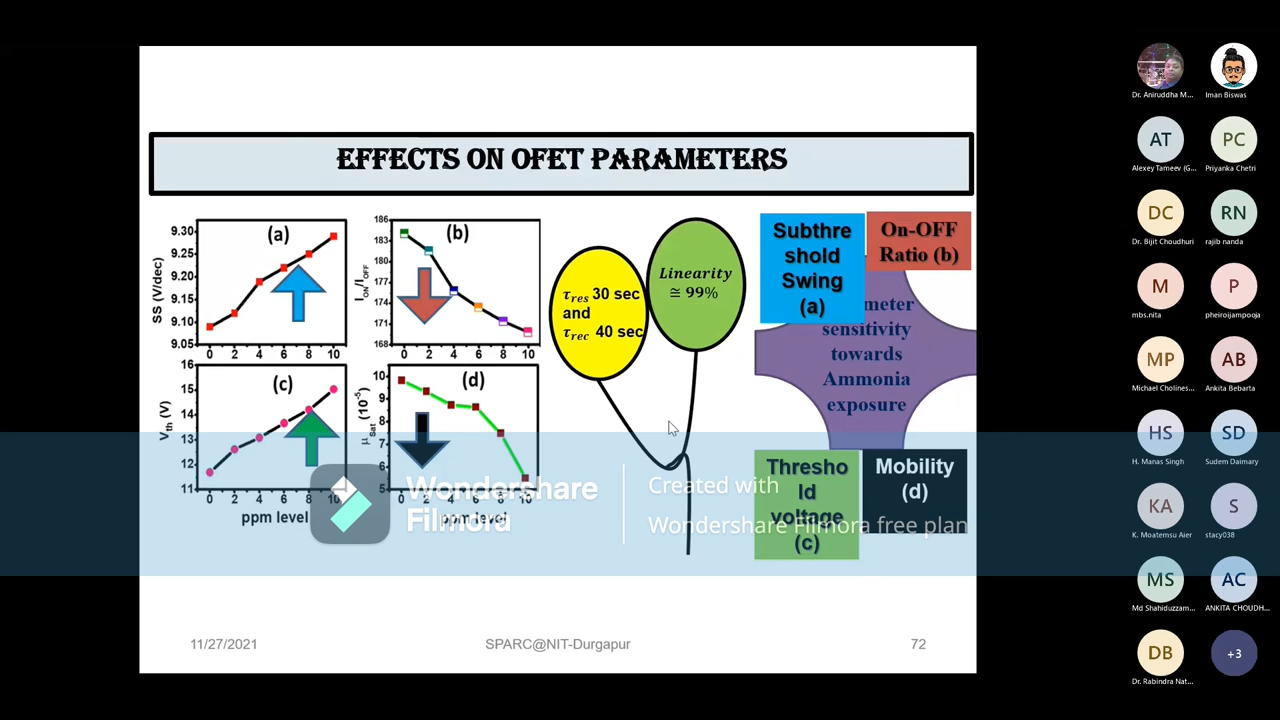 EFFECTS ON OFET PARAMETERS
9.30
9.20
9.15
9.10
9.05
SS (V/dec)
(a)
0 2 4 6 8 10
186
183
180
177
174
171
168
I_ON/I_OFF
(b)
0 2 4 6 8 10
16
15
14
13
12
11
V_th (V)
(c)
0 2 4 6 8 10
ppm level
10
9
8
7
6
5
μ_Sat (10^-5)
(d)
0 2 4 6 8 10
ppm level
τ_res 30 sec
and
τ_rec 40 sec
Linearity
≅ 99%
Subthre
shold
Swing
(a)
On-OFF
Ratio (b)
meter
sensitivity
towards
Ammonia
exposure
Thresho
ld
voltage
(c)
Mobility
(d)
Wondershare
Filmora
Created with
Wondershare Filmora free plan
11/27/2021
SPARC@NIT-Durgapur
72
Dr. Aniruddha M...
Iman Biswas
AT
Alexey Tameev (G...
PC
Priyanka Chetri
DC
Dr. Bijit Choudhuri
RN
rajib nanda
M
mbs.nita
P
pheiroijampooja
MP
Michael Cholines...
AB
Ankita Bebarta
HS
H. Manas Singh
SD
Sudem Daimary
KA
K. Moatemsu Aier
S
stacy038
MS
Md Shahiduzzam...
AC
ANKITA CHOUDH...
DB
Dr. Rabindra Nat...
+3